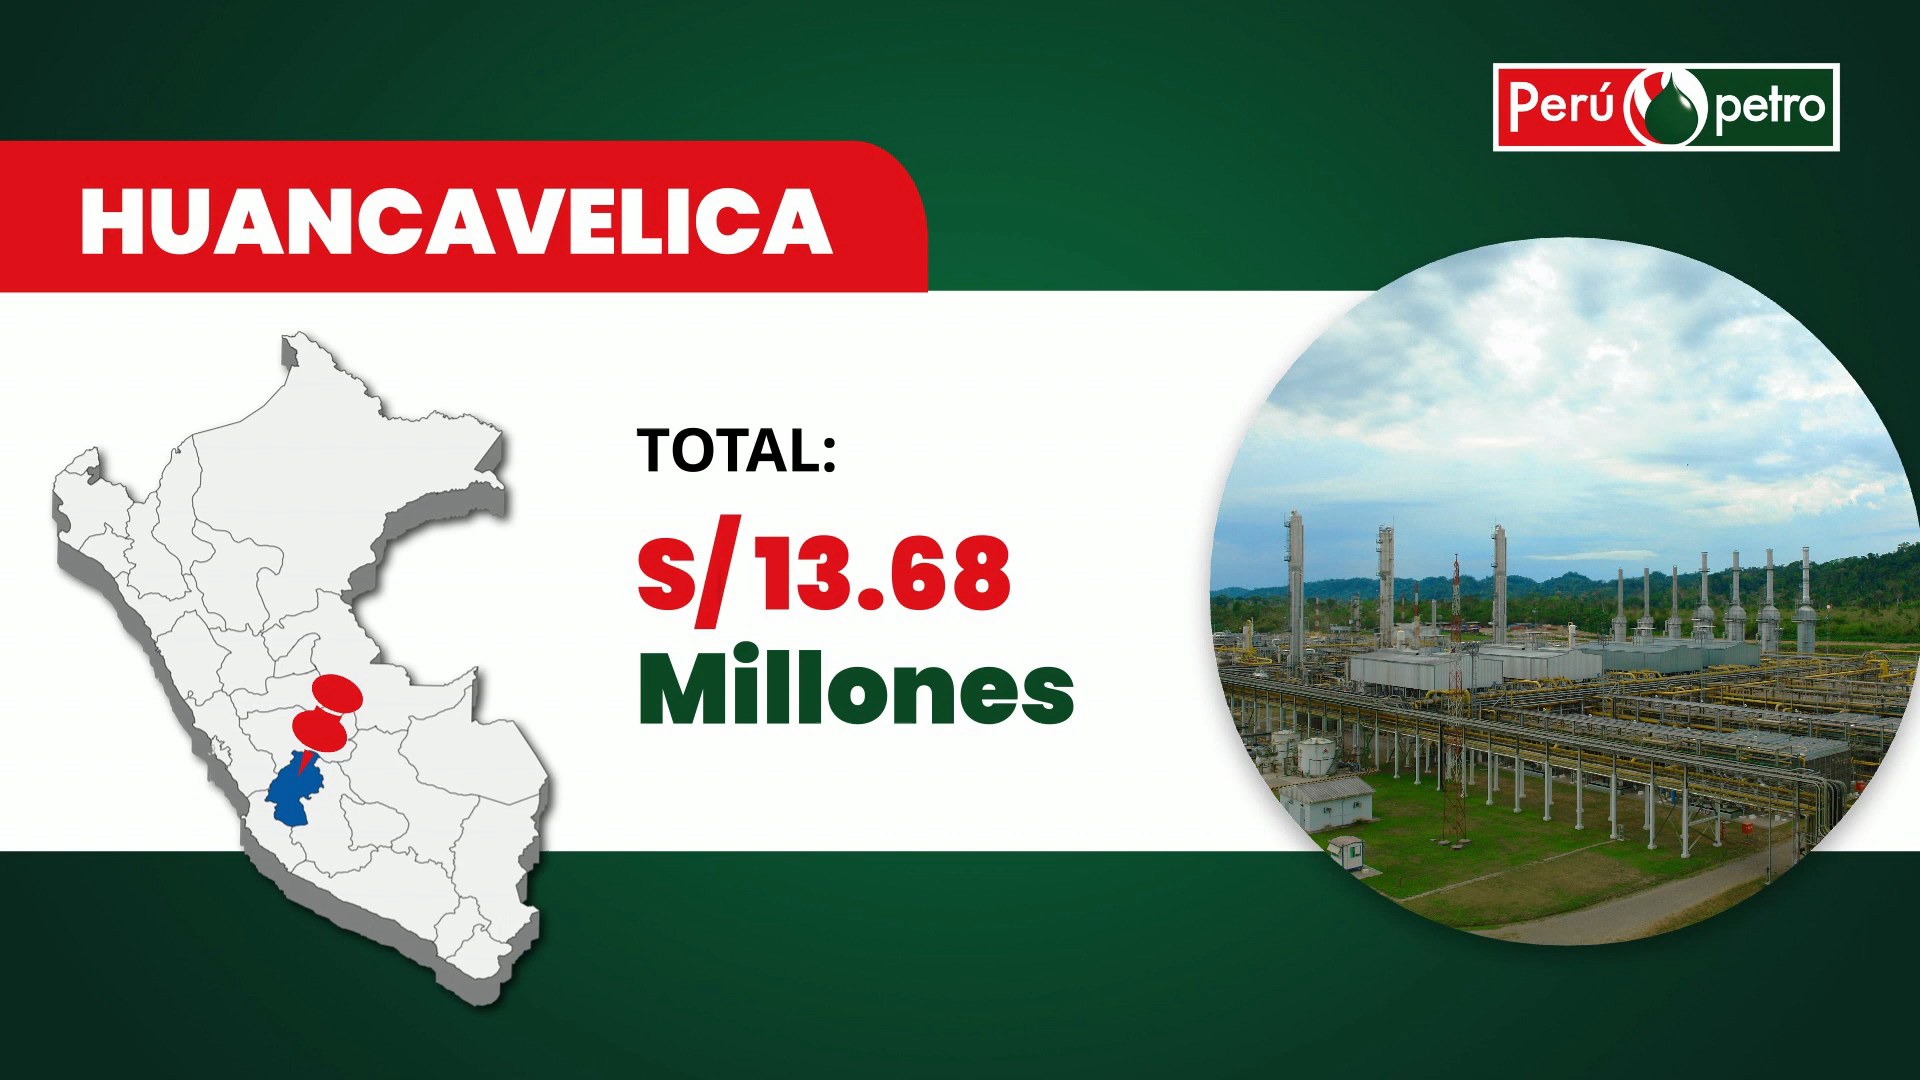 Perú petro
HUANCAVELICA
TOTAL:
S/13.68
Millones